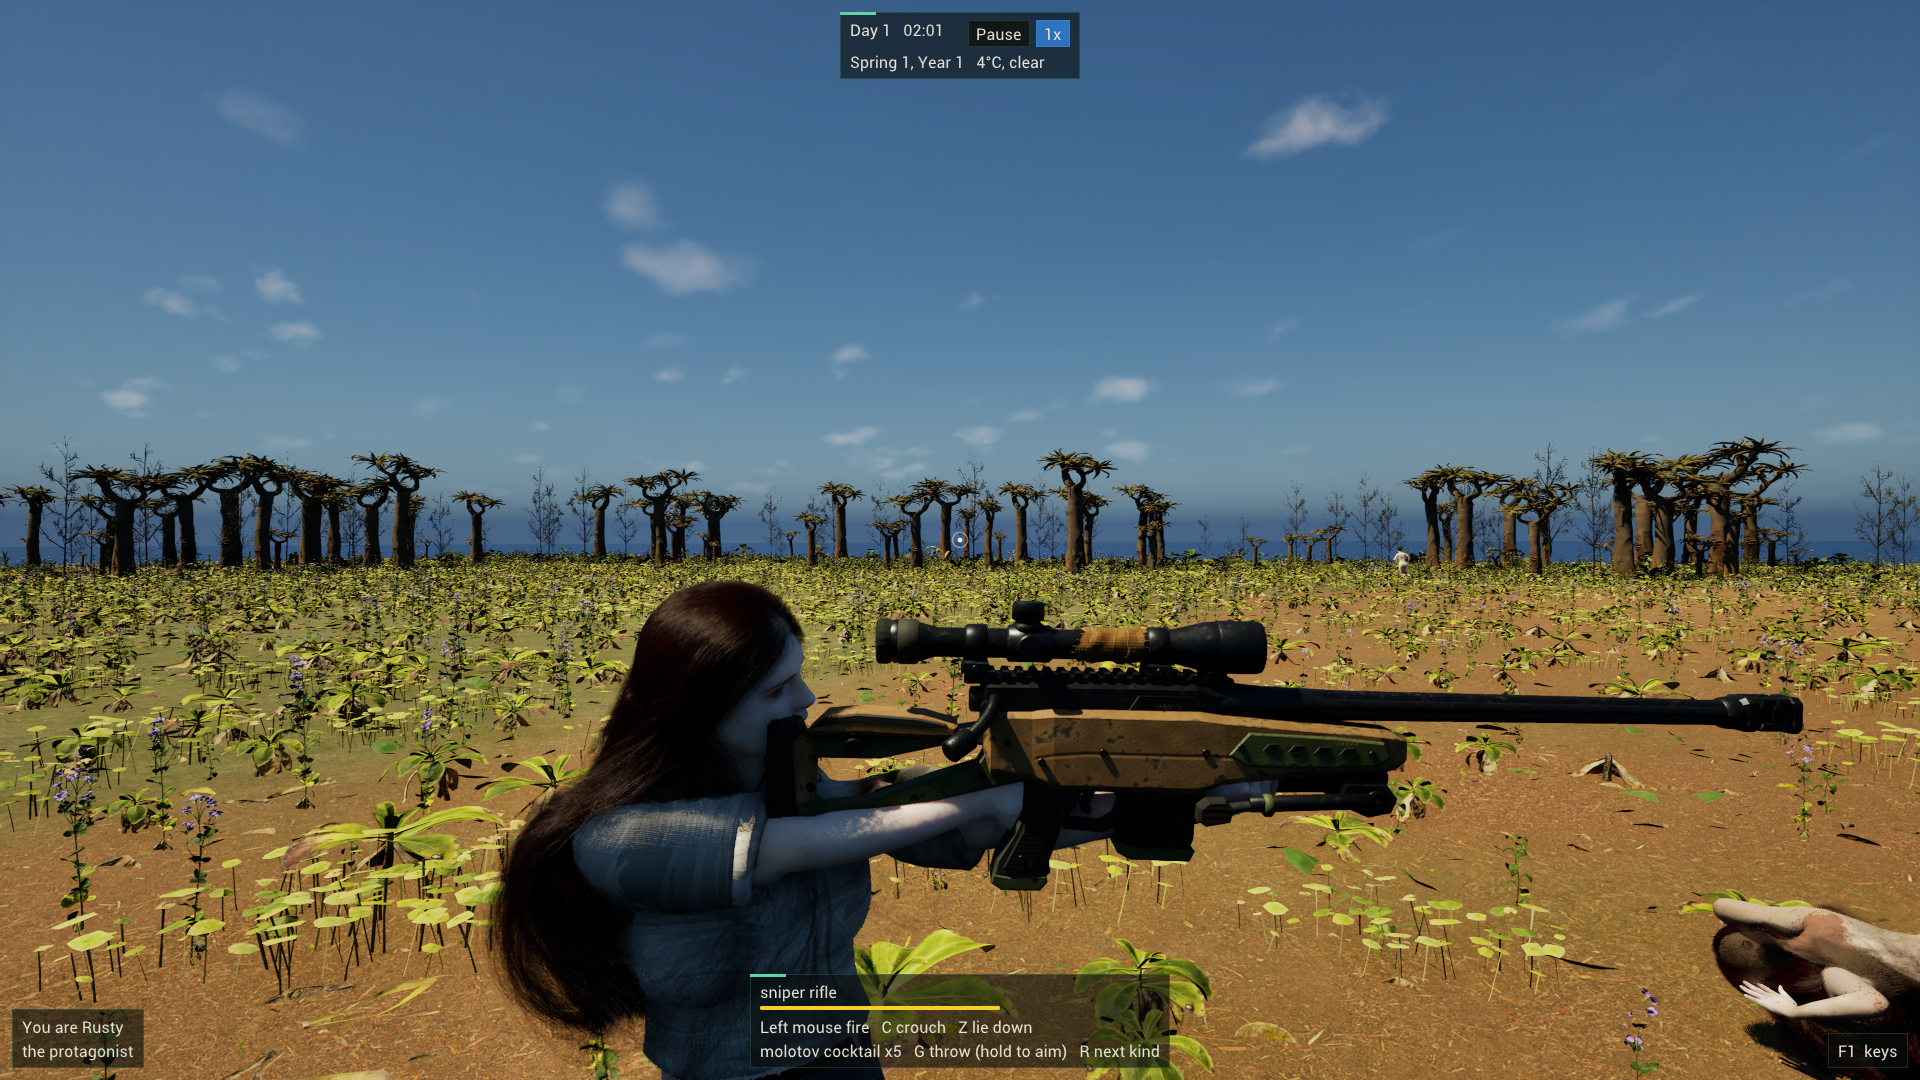 Day 1 02:01 Pause 1x
Spring 1, Year 1 4°C, clear
sniper rifle
Left mouse fire C crouch Z lie down
molotov cocktail x5 G throw (hold to aim) R next kind
You are Rusty
the protagonist
F1 keys